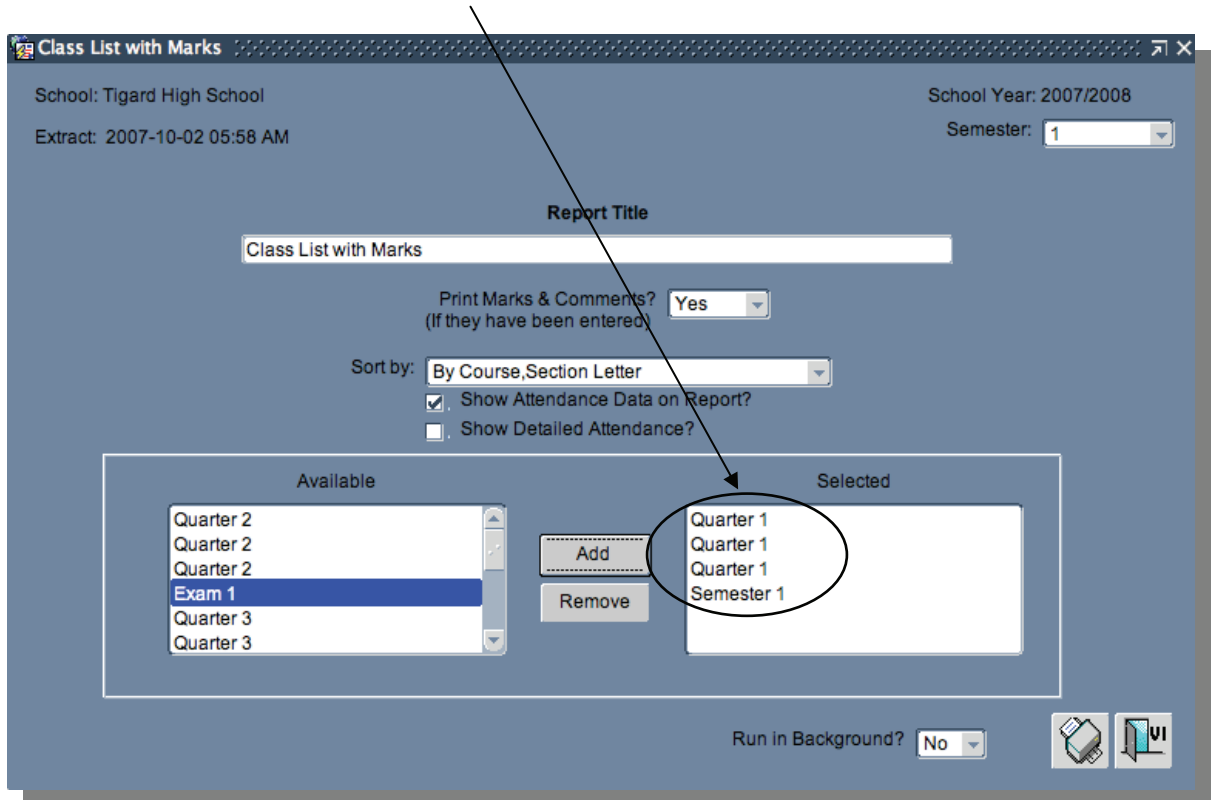 Class List with Marks
School: Tigard High School
School Year: 2007/2008
Extract: 2007-10-02 05:58 AM
Semester: 1
Report Title
Class List with Marks
Print Marks & Comments? Yes
(If they have been entered)
Sort by: By Course,Section Letter
. Show Attendance Data on Report?
. Show Detailed Attendance?
Available
Quarter 2
Quarter 2
Quarter 2
Exam 1
Quarter 3
Quarter 3
Add
Remove
Selected
Quarter 1
Quarter 1
Quarter 1
Semester 1
Run in Background? No
VI